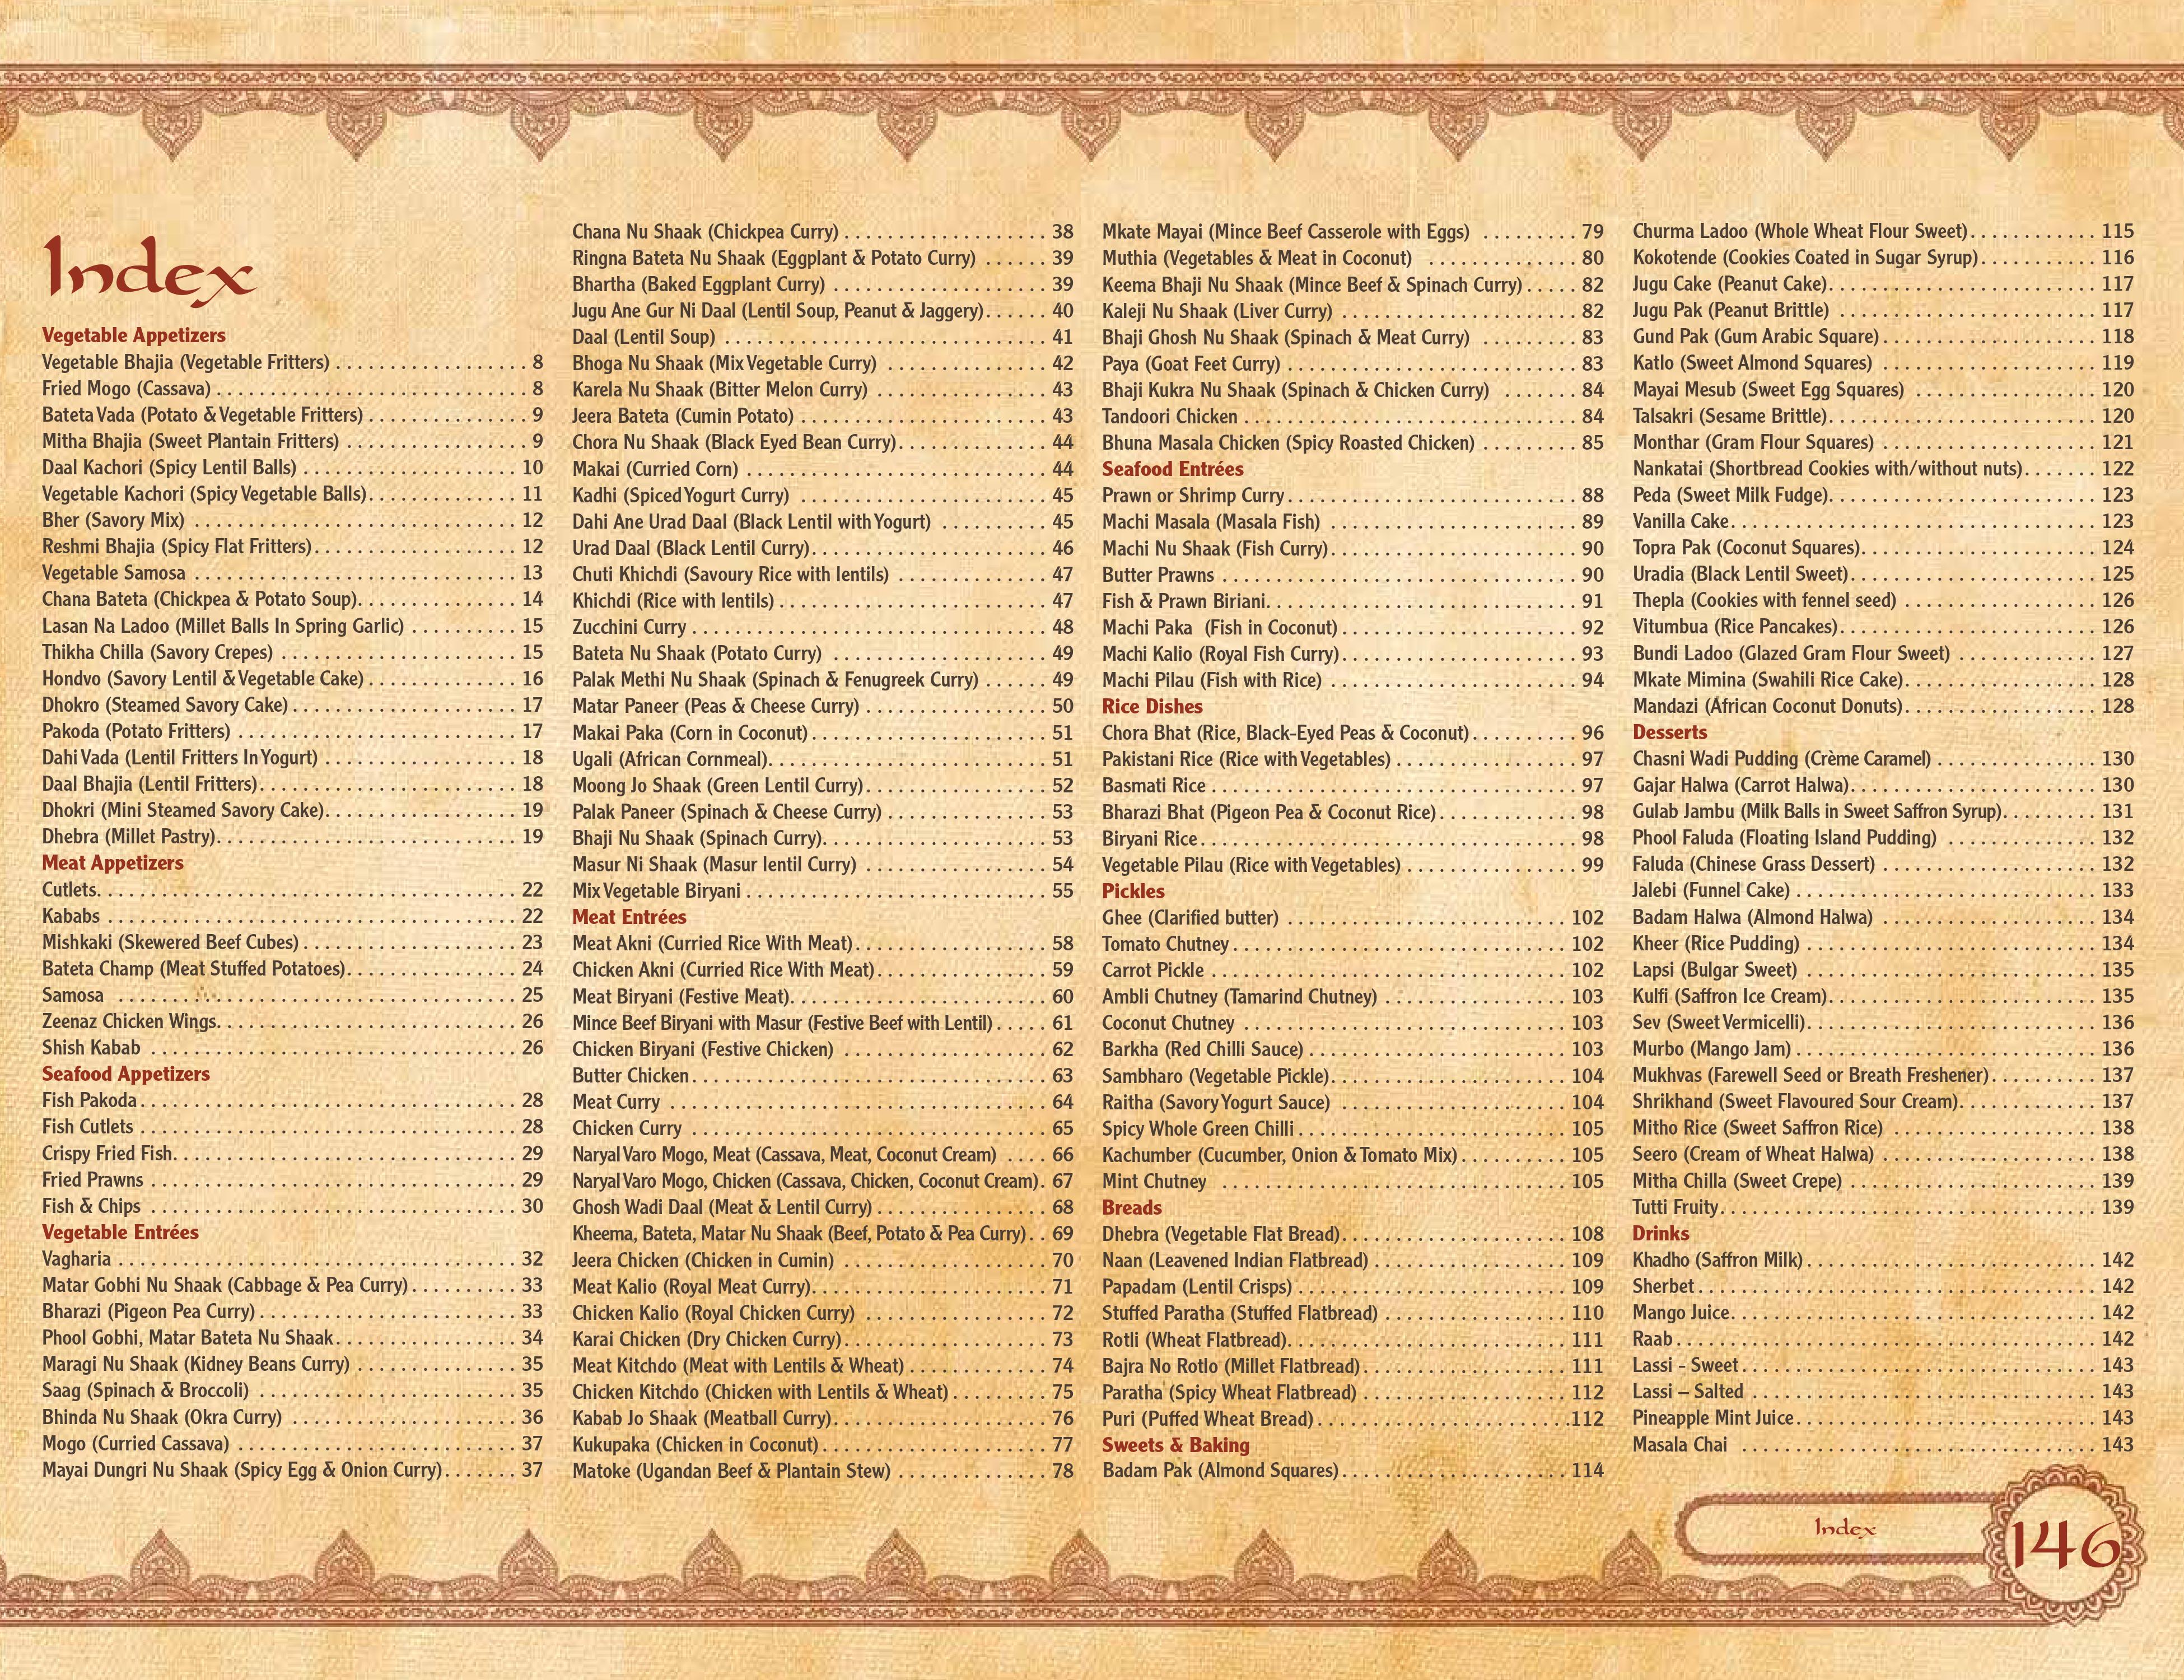 Index
Vegetable Appetizers
Vegetable Bhajia (Vegetable Fritters) . . . . . . . . . . 8
Fried Mogo (Cassava) . . . . . . . . . . 8
Bateta Vada (Potato & Vegetable Fritters) . . . . . . . . . . 9
Mitha Bhajia (Sweet Plantain Fritters) . . . . . . . . . . 9
Daal Kachori (Spicy Lentil Balls) . . . . . . . . . . 10
Vegetable Kachori (Spicy Vegetable Balls). . . . . . . . . . 11
Bher (Savory Mix) . . . . . . . . . . 12
Reshmi Bhajia (Spicy Flat Fritters). . . . . . . . . . 12
Vegetable Samosa . . . . . . . . . . 13
Chana Bateta (Chickpea & Potato Soup). . . . . . . . . . 14
Lasan Na Ladoo (Millet Balls In Spring Garlic) . . . . . . . . . . 15
Thikha Chilla (Savory Crepes) . . . . . . . . . . 15
Hondvo (Savory Lentil & Vegetable Cake) . . . . . . . . . . 16
Dhokro (Steamed Savory Cake) . . . . . . . . . . 17
Pakoda (Potato Fritters) . . . . . . . . . . 17
Dahi Vada (Lentil Fritters In Yogurt) . . . . . . . . . . 18
Daal Bhajia (Lentil Fritters). . . . . . . . . . 18
Dhokri (Mini Steamed Savory Cake). . . . . . . . . . 19
Dhebra (Millet Pastry). . . . . . . . . . 19
Meat Appetizers
Cutlets. . . . . . . . . . 22
Kababs . . . . . . . . . . 22
Mishkaki (Skewered Beef Cubes) . . . . . . . . . . 23
Bateta Champ (Meat Stuffed Potatoes). . . . . . . . . . 24
Samosa . . . . . . . . . . 25
Zeenaz Chicken Wings. . . . . . . . . . 26
Shish Kabab . . . . . . . . . . 26
Seafood Appetizers
Fish Pakoda . . . . . . . . . . 28
Fish Cutlets . . . . . . . . . . 28
Crispy Fried Fish. . . . . . . . . . 29
Fried Prawns . . . . . . . . . . 29
Fish & Chips . . . . . . . . . . 30
Vegetable Entrées
Vagharia . . . . . . . . . . 32
Matar Gobhi Nu Shaak (Cabbage & Pea Curry) . . . . . . . . . . 33
Bharazi (Pigeon Pea Curry) . . . . . . . . . . 33
Phool Gobhi, Matar Bateta Nu Shaak. . . . . . . . . . 34
Maragi Nu Shaak (Kidney Beans Curry) . . . . . . . . . . 35
Saag (Spinach & Broccoli) . . . . . . . . . . 35
Bhinda Nu Shaak (Okra Curry) . . . . . . . . . . 36
Mogo (Curried Cassava) . . . . . . . . . . 37
Mayai Dungri Nu Shaak (Spicy Egg & Onion Curry). . . . . . . 37
Chana Nu Shaak (Chickpea Curry) . . . . . . . . . . 38
Ringna Bateta Nu Shaak (Eggplant & Potato Curry) . . . . . . 39
Bhartha (Baked Eggplant Curry) . . . . . . . . . . 39
Jugu Ane Gur Ni Daal (Lentil Soup, Peanut & Jaggery). . . . . . 40
Daal (Lentil Soup) . . . . . . . . . . 41
Bhoga Nu Shaak (Mix Vegetable Curry) . . . . . . . . . . 42
Karela Nu Shaak (Bitter Melon Curry) . . . . . . . . . . 43
Jeera Bateta (Cumin Potato) . . . . . . . . . . 43
Chora Nu Shaak (Black Eyed Bean Curry). . . . . . . . . . 44
Makai (Curried Corn) . . . . . . . . . . 44
Kadhi (Spiced Yogurt Curry) . . . . . . . . . . 45
Dahi Ane Urad Daal (Black Lentil with Yogurt) . . . . . . . . . . 45
Urad Daal (Black Lentil Curry). . . . . . . . . . 46
Chuti Khichdi (Savoury Rice with lentils) . . . . . . . . . . 47
Khichdi (Rice with lentils) . . . . . . . . . . 47
Zucchini Curry . . . . . . . . . . 48
Bateta Nu Shaak (Potato Curry) . . . . . . . . . . 49
Palak Methi Nu Shaak (Spinach & Fenugreek Curry) . . . . . . 49
Matar Paneer (Peas & Cheese Curry) . . . . . . . . . . 50
Makai Paka (Corn in Coconut) . . . . . . . . . . 51
Ugali (African Cornmeal). . . . . . . . . . 51
Moong Jo Shaak (Green Lentil Curry). . . . . . . . . . 52
Palak Paneer (Spinach & Cheese Curry) . . . . . . . . . . 53
Bhaji Nu Shaak (Spinach Curry). . . . . . . . . . 53
Masur Ni Shaak (Masur lentil Curry) . . . . . . . . . . 54
Mix Vegetable Biryani . . . . . . . . . . 55
Meat Entrées
Meat Akni (Curried Rice With Meat). . . . . . . . . . 58
Chicken Akni (Curried Rice With Meat). . . . . . . . . . 59
Meat Biryani (Festive Meat). . . . . . . . . . 60
Mince Beef Biryani with Masur (Festive Beef with Lentil) . . . . . 61
Chicken Biryani (Festive Chicken) . . . . . . . . . . 62
Butter Chicken . . . . . . . . . . 63
Meat Curry . . . . . . . . . . 64
Chicken Curry . . . . . . . . . . 65
Naryal Varo Mogo, Meat (Cassava, Meat, Coconut Cream) . . . . 66
Naryal Varo Mogo, Chicken (Cassava, Chicken, Coconut Cream) . 67
Ghosh Wadi Daal (Meat & Lentil Curry) . . . . . . . . . . 68
Kheema, Bateta, Matar Nu Shaak (Beef, Potato & Pea Curry) . . 69
Jeera Chicken (Chicken in Cumin) . . . . . . . . . . 70
Meat Kalio (Royal Meat Curry). . . . . . . . . . 71
Chicken Kalio (Royal Chicken Curry) . . . . . . . . . . 72
Karai Chicken (Dry Chicken Curry). . . . . . . . . . 73
Meat Kitchdo (Meat with Lentils & Wheat) . . . . . . . . . . 74
Chicken Kitchdo (Chicken with Lentils & Wheat) . . . . . . . . . 75
Kabab Jo Shaak (Meatball Curry). . . . . . . . . . 76
Kukupaka (Chicken in Coconut) . . . . . . . . . . 77
Matoke (Ugandan Beef & Plantain Stew) . . . . . . . . . . 78
Mkate Mayai (Mince Beef Casserole with Eggs) . . . . . . . . . 79
Muthia (Vegetables & Meat in Coconut) . . . . . . . . . . 80
Keema Bhaji Nu Shaak (Mince Beef & Spinach Curry) . . . . . 82
Kaleji Nu Shaak (Liver Curry) . . . . . . . . . . 82
Bhaji Ghosh Nu Shaak (Spinach & Meat Curry) . . . . . . . . . 83
Paya (Goat Feet Curry) . . . . . . . . . . 83
Bhaji Kukra Nu Shaak (Spinach & Chicken Curry) . . . . . . . 84
Tandoori Chicken . . . . . . . . . . 84
Bhuna Masala Chicken (Spicy Roasted Chicken) . . . . . . . . . 85
Seafood Entrées
Prawn or Shrimp Curry . . . . . . . . . . 88
Machi Masala (Masala Fish) . . . . . . . . . . 89
Machi Nu Shaak (Fish Curry). . . . . . . . . . 90
Butter Prawns . . . . . . . . . . 90
Fish & Prawn Biriani. . . . . . . . . . 91
Machi Paka (Fish in Coconut) . . . . . . . . . . 92
Machi Kalio (Royal Fish Curry). . . . . . . . . . 93
Machi Pilau (Fish with Rice) . . . . . . . . . . 94
Rice Dishes
Chora Bhat (Rice, Black-Eyed Peas & Coconut). . . . . . . . . . 96
Pakistani Rice (Rice with Vegetables) . . . . . . . . . . 97
Basmati Rice . . . . . . . . . . 97
Bharazi Bhat (Pigeon Pea & Coconut Rice). . . . . . . . . . 98
Biryani Rice . . . . . . . . . . 98
Vegetable Pilau (Rice with Vegetables) . . . . . . . . . . 99
Pickles
Ghee (Clarified butter) . . . . . . . . . . 102
Tomato Chutney . . . . . . . . . . 102
Carrot Pickle . . . . . . . . . . 102
Ambli Chutney (Tamarind Chutney) . . . . . . . . . . 103
Coconut Chutney . . . . . . . . . . 103
Barkha (Red Chilli Sauce) . . . . . . . . . . 103
Sambharo (Vegetable Pickle). . . . . . . . . . 104
Raitha (Savory Yogurt Sauce) . . . . . . . . . . 104
Spicy Whole Green Chilli . . . . . . . . . . 105
Kachumber (Cucumber, Onion & Tomato Mix) . . . . . . . . . . 105
Mint Chutney . . . . . . . . . . 105
Breads
Dhebra (Vegetable Flat Bread). . . . . . . . . . 108
Naan (Leavened Indian Flatbread) . . . . . . . . . . 109
Papadam (Lentil Crisps) . . . . . . . . . . 109
Stuffed Paratha (Stuffed Flatbread) . . . . . . . . . . 110
Rotli (Wheat Flatbread). . . . . . . . . . 111
Bajra No Rotlo (Millet Flatbread) . . . . . . . . . . 111
Paratha (Spicy Wheat Flatbread) . . . . . . . . . . 112
Puri (Puffed Wheat Bread) . . . . . . . . . .112
Sweets & Baking
Badam Pak (Almond Squares) . . . . . . . . . . 114
Churma Ladoo (Whole Wheat Flour Sweet). . . . . . . . . . 115
Kokotende (Cookies Coated in Sugar Syrup). . . . . . . . . . 116
Jugu Cake (Peanut Cake). . . . . . . . . . 117
Jugu Pak (Peanut Brittle) . . . . . . . . . . 117
Gund Pak (Gum Arabic Square) . . . . . . . . . . 118
Katlo (Sweet Almond Squares) . . . . . . . . . . 119
Mayai Mesub (Sweet Egg Squares) . . . . . . . . . . 120
Talsakri (Sesame Brittle). . . . . . . . . . 120
Monthar (Gram Flour Squares) . . . . . . . . . . 121
Nankatai (Shortbread Cookies with/without nuts). . . . . . . 122
Peda (Sweet Milk Fudge). . . . . . . . . . 123
Vanilla Cake. . . . . . . . . . 123
Topra Pak (Coconut Squares). . . . . . . . . . 124
Uradia (Black Lentil Sweet). . . . . . . . . . 125
Thepla (Cookies with fennel seed) . . . . . . . . . . 126
Vitumbua (Rice Pancakes). . . . . . . . . . 126
Bundi Ladoo (Glazed Gram Flour Sweet) . . . . . . . . . . 127
Mkate Mimina (Swahili Rice Cake). . . . . . . . . . 128
Mandazi (African Coconut Donuts). . . . . . . . . . 128
Desserts
Chasni Wadi Pudding (Crème Caramel) . . . . . . . . . . 130
Gajar Halwa (Carrot Halwa). . . . . . . . . . 130
Gulab Jambu (Milk Balls in Sweet Saffron Syrup). . . . . . . . . 131
Phool Faluda (Floating Island Pudding) . . . . . . . . . . 132
Faluda (Chinese Grass Dessert) . . . . . . . . . . 132
Jalebi (Funnel Cake) . . . . . . . . . . 133
Badam Halwa (Almond Halwa) . . . . . . . . . . 134
Kheer (Rice Pudding) . . . . . . . . . . 134
Lapsi (Bulgar Sweet) . . . . . . . . . . 135
Kulfi (Saffron Ice Cream). . . . . . . . . . 135
Sev (Sweet Vermicelli). . . . . . . . . . 136
Murbo (Mango Jam) . . . . . . . . . . 136
Mukhvas (Farewell Seed or Breath Freshener). . . . . . . . . . 137
Shrikhand (Sweet Flavoured Sour Cream). . . . . . . . . . 137
Mitho Rice (Sweet Saffron Rice) . . . . . . . . . . 138
Seero (Cream of Wheat Halwa) . . . . . . . . . . 138
Mitha Chilla (Sweet Crepe) . . . . . . . . . . 139
Tutti Fruity. . . . . . . . . . 139
Drinks
Khadho (Saffron Milk) . . . . . . . . . . 142
Sherbet . . . . . . . . . . 142
Mango Juice. . . . . . . . . . 142
Raab . . . . . . . . . . 142
Lassi - Sweet . . . . . . . . . . 143
Lassi – Salted . . . . . . . . . . 143
Pineapple Mint Juice . . . . . . . . . . 143
Masala Chai . . . . . . . . . . 143
Index
146